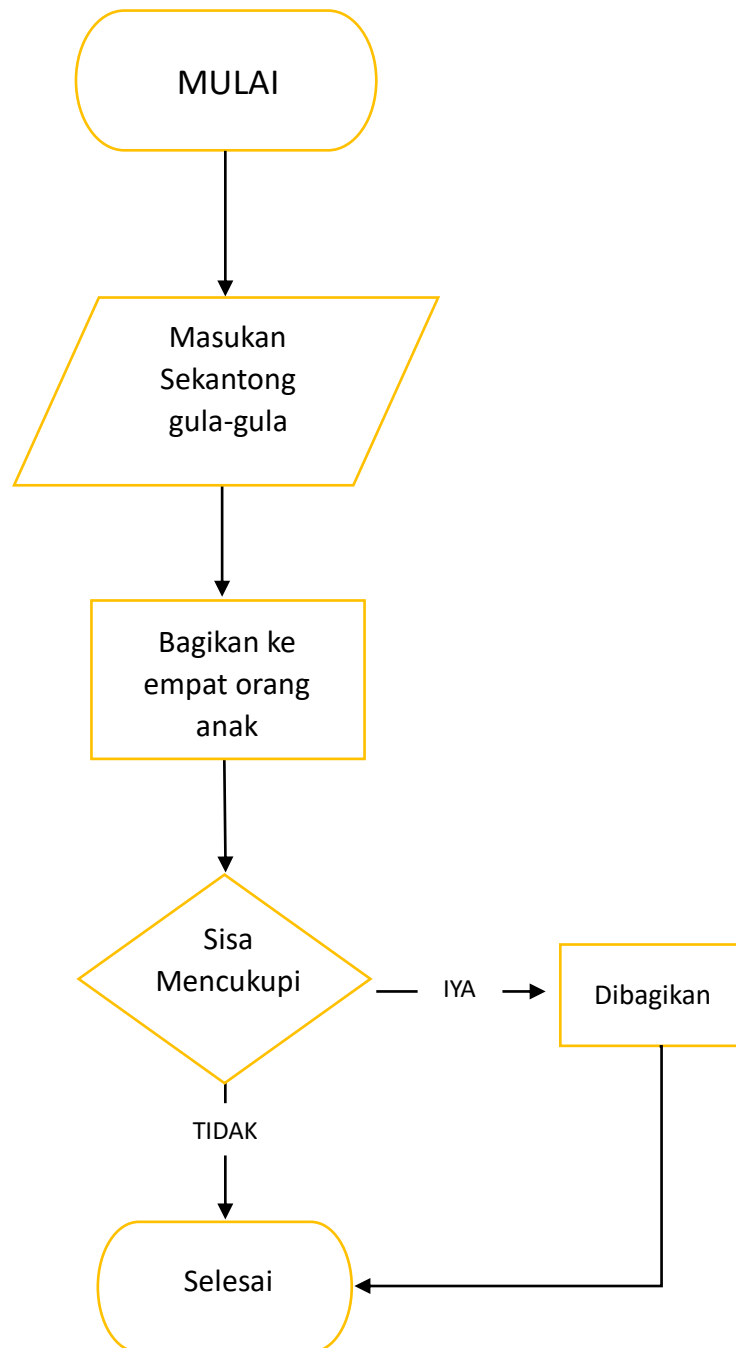 MULAI
Masukan
Sekantong
gula-gula
Bagikan ke
empat orang
anak
Sisa
Mencukupi
IYA
Dibagikan
TIDAK
Selesai